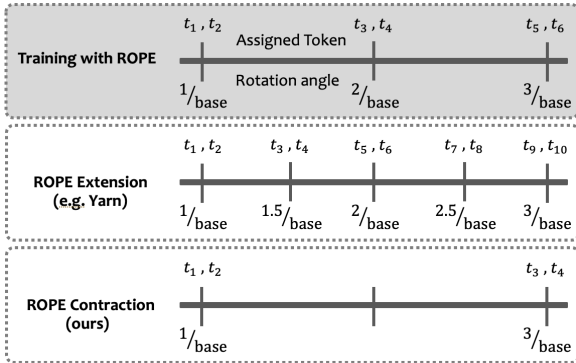 t₁ , t₂ t₃ , t₄ t₅ , t₆
Assigned Token
Training with ROPE
Rotation angle
1/base 2/base 3/base
t₁ , t₂ t₃ , t₄ t₅ , t₆ t₇ , t₈ t₉ , t₁₀
ROPE Extension
(e.g. Yarn)
1/base 1.5/base 2/base 2.5/base 3/base
t₁ , t₂ t₃ , t₄
ROPE Contraction
(ours)
1/base 3/base